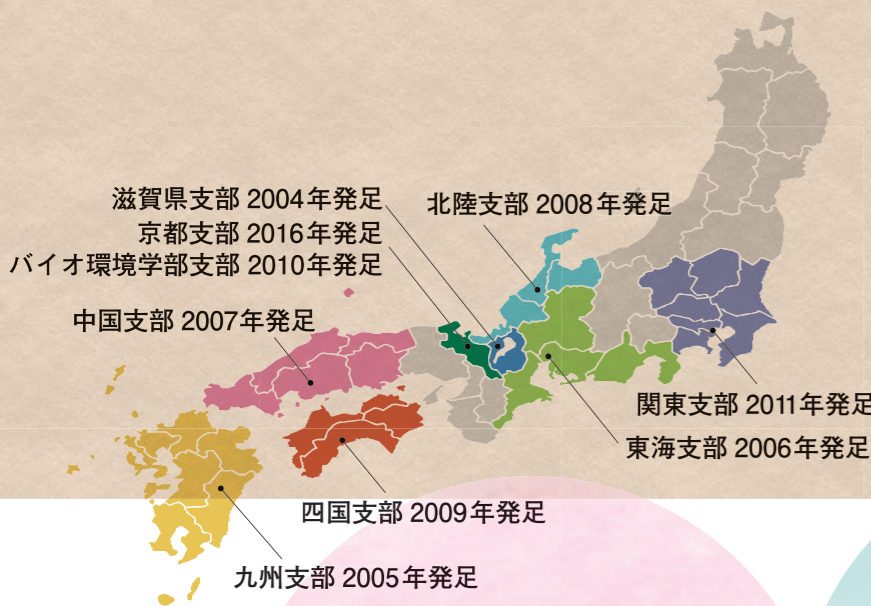 滋賀県支部 2004年発足
京都支部 2016年発足
バイオ環境学部支部 2010年発足
北陸支部 2008年発足
中国支部 2007年発足
関東支部 2011年発足
東海支部 2006年発足
四国支部 2009年発足
九州支部 2005年発足